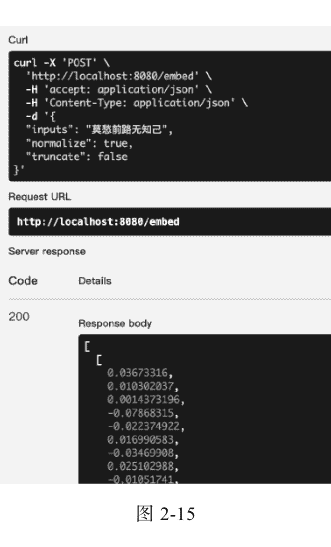 Curl
curl -X 'POST' \
'http://localhost:8080/embed' \
-H 'accept: application/json' \
-H 'Content-Type: application/json' \
-d '{
"inputs": "莫愁前路无知己",
"normalize": true,
"truncate": false
}'
Request URL
http://localhost:8080/embed
Server response
Code Details
200
Response body
[
[
0.03673316,
0.010302037,
0.0014373196,
-0.07868315,
-0.022374922,
0.016990583,
-0.03469908,
0.025102988,
-0.01051741,
图 2-15